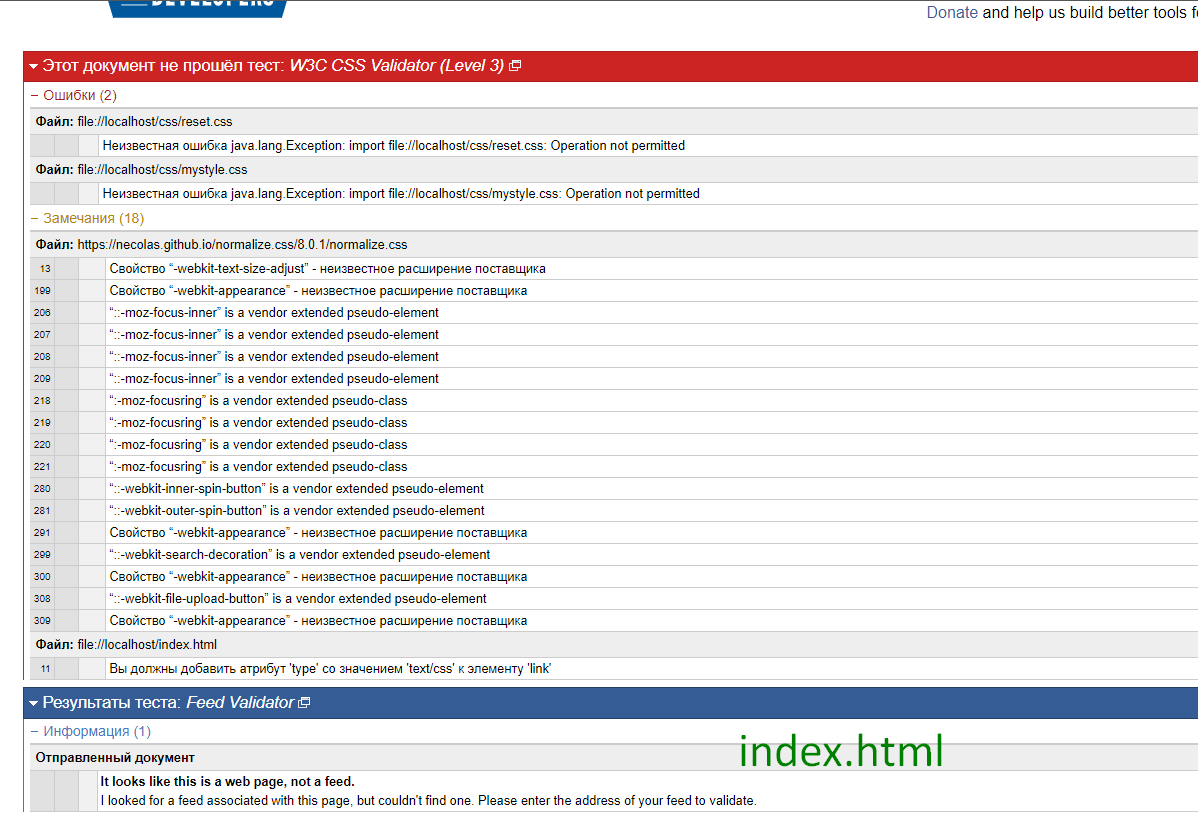 DEVELOPERS
Donate and help us build better tools f
Этот документ не прошёл тест: W3C CSS Validator (Level 3)
– Ошибки (2)
Файл: file://localhost/css/reset.css
Неизвестная ошибка java.lang.Exception: import file://localhost/css/reset.css: Operation not permitted
Файл: file://localhost/css/mystyle.css
Неизвестная ошибка java.lang.Exception: import file://localhost/css/mystyle.css: Operation not permitted
– Замечания (18)
Файл: https://necolas.github.io/normalize.css/8.0.1/normalize.css
13 Свойство “-webkit-text-size-adjust” - неизвестное расширение поставщика
199 Свойство “-webkit-appearance” - неизвестное расширение поставщика
206 “::-moz-focus-inner” is a vendor extended pseudo-element
207 “::-moz-focus-inner” is a vendor extended pseudo-element
208 “::-moz-focus-inner” is a vendor extended pseudo-element
209 “::-moz-focus-inner” is a vendor extended pseudo-element
218 “:-moz-focusring” is a vendor extended pseudo-class
219 “:-moz-focusring” is a vendor extended pseudo-class
220 “:-moz-focusring” is a vendor extended pseudo-class
221 “:-moz-focusring” is a vendor extended pseudo-class
280 “::-webkit-inner-spin-button” is a vendor extended pseudo-element
281 “::-webkit-outer-spin-button” is a vendor extended pseudo-element
291 Свойство “-webkit-appearance” - неизвестное расширение поставщика
299 “::-webkit-search-decoration” is a vendor extended pseudo-element
300 Свойство “-webkit-appearance” - неизвестное расширение поставщика
308 “::-webkit-file-upload-button” is a vendor extended pseudo-element
309 Свойство “-webkit-appearance” - неизвестное расширение поставщика
Файл: file://localhost/index.html
11 Вы должны добавить атрибут 'type' со значением 'text/css' к элементу 'link'
Результаты теста: Feed Validator
– Информация (1)
index.html
Отправленный документ
It looks like this is a web page, not a feed.
I looked for a feed associated with this page, but couldn't find one. Please enter the address of your feed to validate.